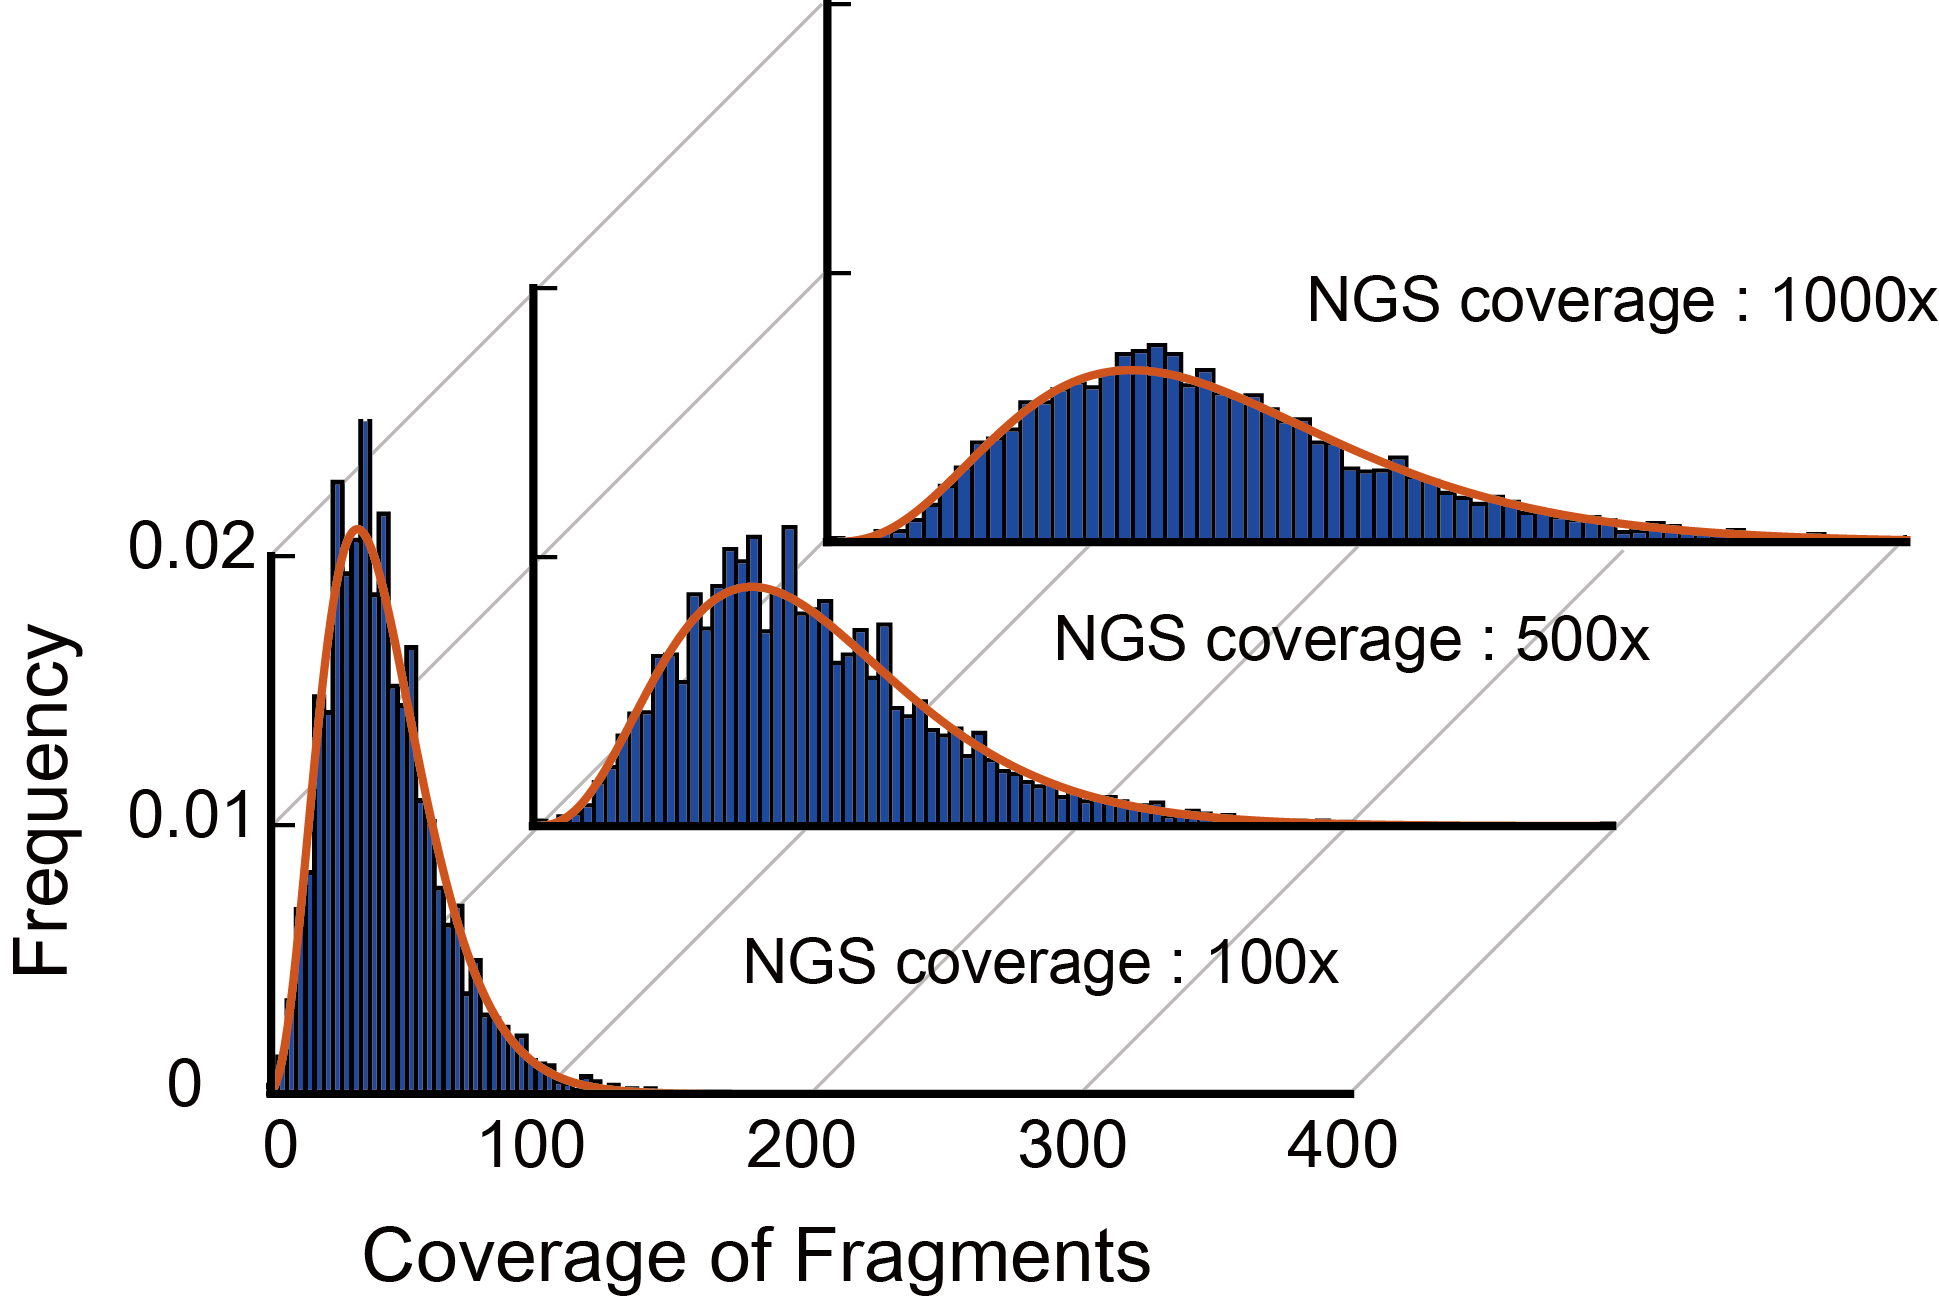 NGS coverage : 1000x
0.02
NGS coverage : 500x
0.01
Frequency
NGS coverage : 100x
0
0 100 200 300 400
Coverage of Fragments